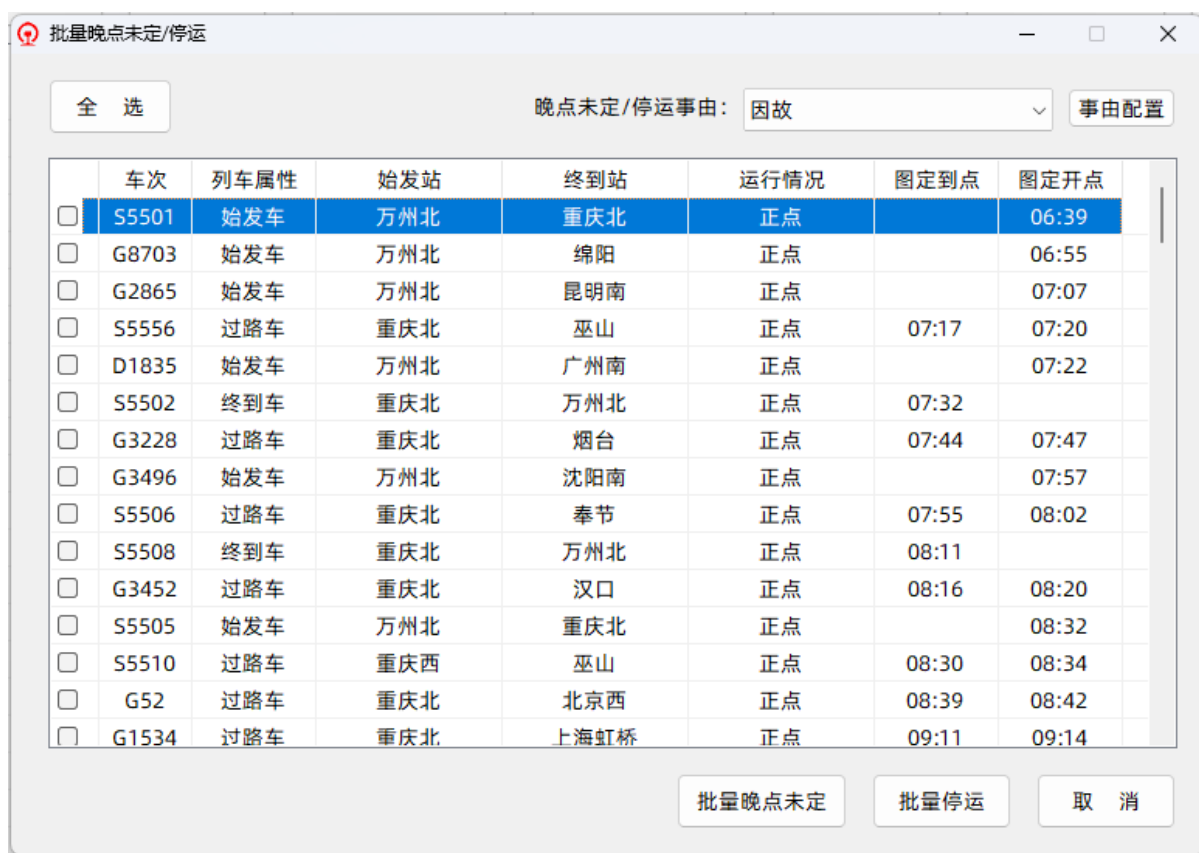 批量晚点未定/停运
全 选 晚点未定/停运事由： 因故 事由配置
车次 列车属性 始发站 终到站 运行情况 图定到点 图定开点
S5501 始发车 万州北 重庆北 正点 06:39
G8703 始发车 万州北 绵阳 正点 06:55
G2865 始发车 万州北 昆明南 正点 07:07
S5556 过路车 重庆北 巫山 正点 07:17 07:20
D1835 始发车 万州北 广州南 正点 07:22
S5502 终到车 重庆北 万州北 正点 07:32
G3228 过路车 重庆北 烟台 正点 07:44 07:47
G3496 始发车 万州北 沈阳南 正点 07:57
S5506 过路车 重庆北 奉节 正点 07:55 08:02
S5508 终到车 重庆北 万州北 正点 08:11
G3452 过路车 重庆北 汉口 正点 08:16 08:20
S5505 始发车 万州北 重庆北 正点 08:32
S5510 过路车 重庆西 巫山 正点 08:30 08:34
G52 过路车 重庆北 北京西 正点 08:39 08:42
G1534 过路车 重庆北 上海虹桥 正点 09:11 09:14
批量晚点未定 批量停运 取 消